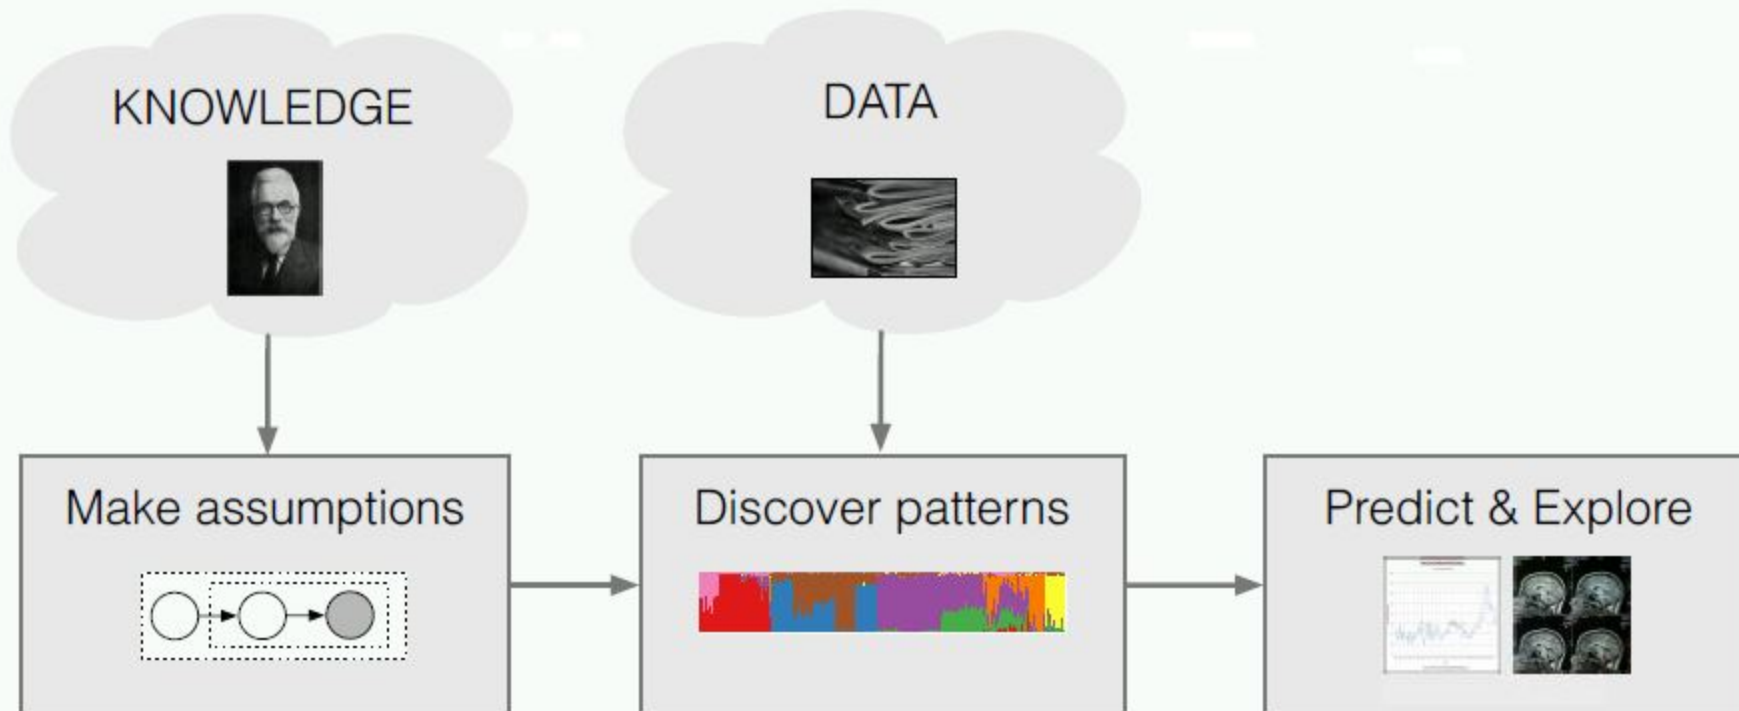 KNOWLEDGE
DATA
Make assumptions
Discover patterns
Predict & Explore